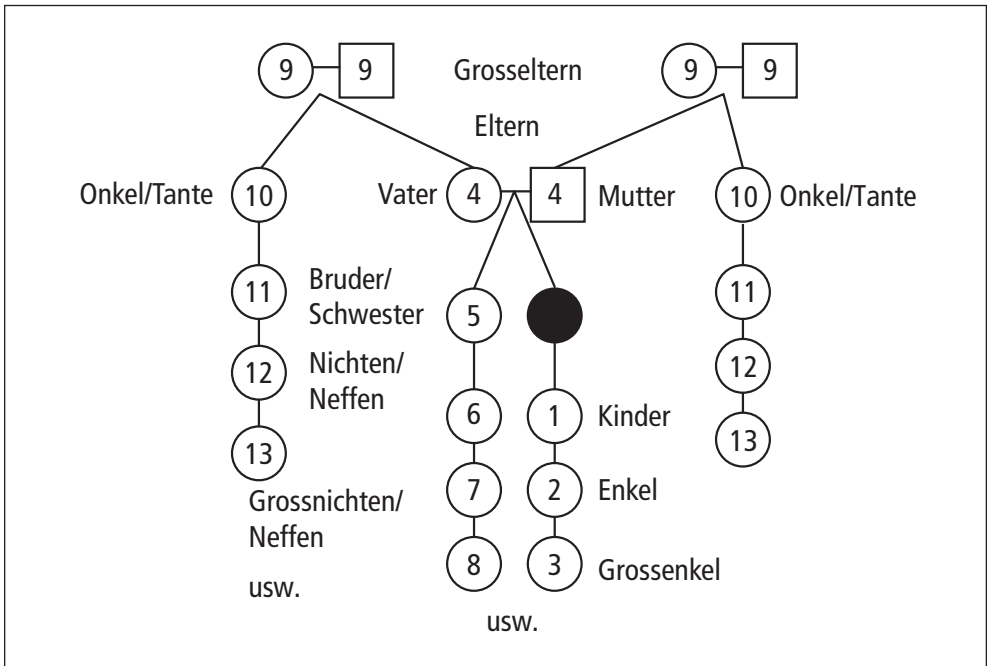 9 9 Grosseltern 9 9
Eltern
Onkel/Tante 10 Vater 4 4 Mutter 10 Onkel/Tante
11 Bruder/
Schwester 5 11
12 Nichten/
Neffen 12
6 1 Kinder
13 13
Grossnichten/
Neffen 7 2 Enkel
8 3 Grossenkel
usw.
usw.